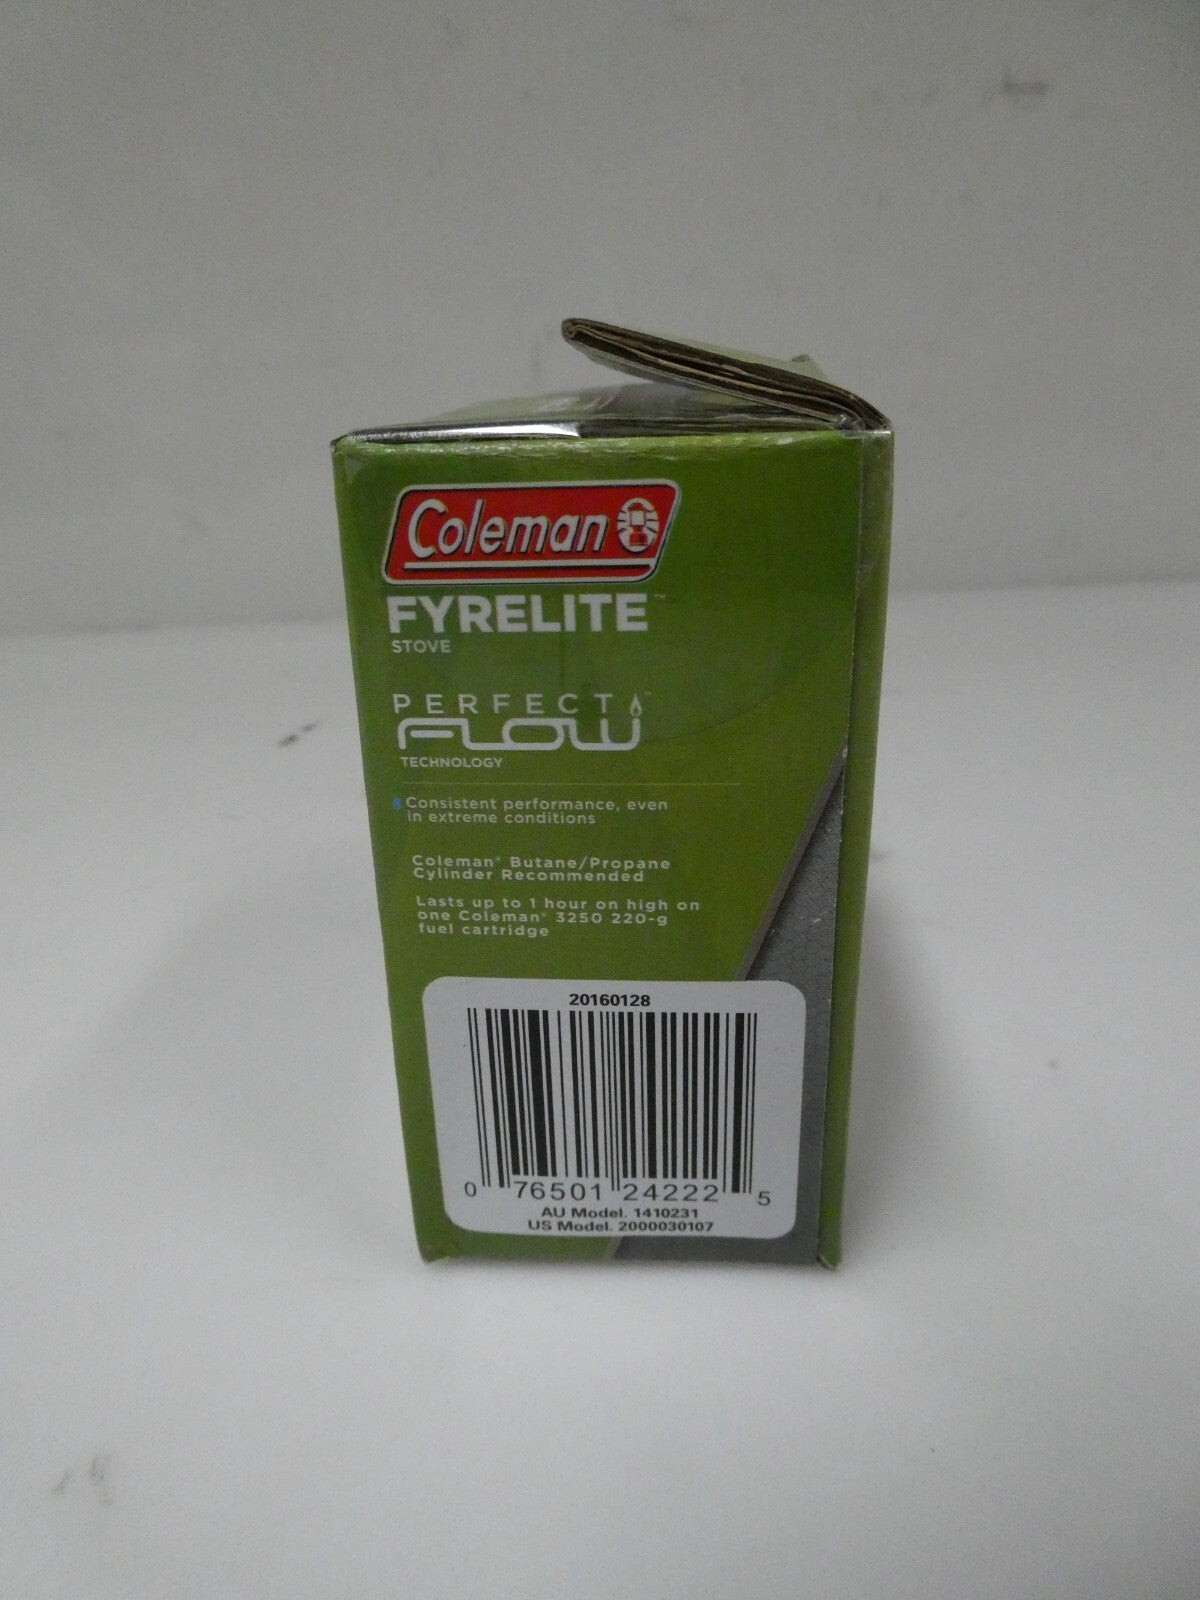 Coleman
FYRELITE™
STOVE
PERFECT™
FLOW
TECHNOLOGY
Consistent performance, even
in extreme conditions
Coleman® Butane/Propane
Cylinder Recommended
Lasts up to 1 hour on high on
one Coleman® 3250 220-g
fuel cartridge
20160128
0 76501 24222 5
AU Model. 1410231
US Model. 2000030107